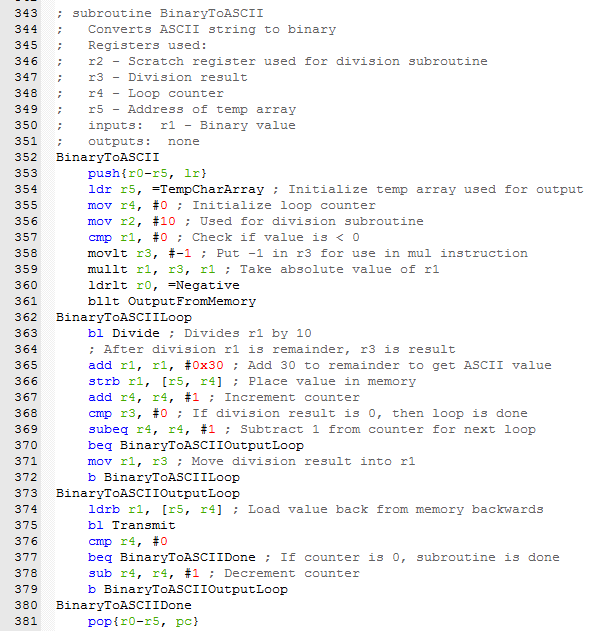 343 ; subroutine BinaryToASCII
344 ;   Converts ASCII string to binary
345 ;   Registers used:
346 ;   r2 - Scratch register used for division subroutine
347 ;   r3 - Division result
348 ;   r4 - Loop counter
349 ;   r5 - Address of temp array
350 ;   inputs:  r1 - Binary value
351 ;   outputs:  none
352 BinaryToASCII
353     push{r0-r5, lr}
354     ldr r5, =TempCharArray ; Initialize temp array used for output
355     mov r4, #0 ; Initialize loop counter
356     mov r2, #10 ; Used for division subroutine
357     cmp r1, #0 ; Check if value is < 0
358     movlt r3, #-1 ; Put -1 in r3 for use in mul instruction
359     mullt r1, r3, r1 ; Take absolute value of r1
360     ldrlt r0, =Negative
361     bllt OutputFromMemory
362 BinaryToASCIILoop
363     bl Divide ; Divides r1 by 10
364     ; After division r1 is remainder, r3 is result
365     add r1, r1, #0x30 ; Add 30 to remainder to get ASCII value
366     strb r1, [r5, r4] ; Place value in memory
367     add r4, r4, #1 ; Increment counter
368     cmp r3, #0 ; If division result is 0, then loop is done
369     subeq r4, r4, #1 ; Subtract 1 from counter for next loop
370     beq BinaryToASCIIOutputLoop
371     mov r1, r3 ; Move division result into r1
372     b BinaryToASCIILoop
373 BinaryToASCIIOutputLoop
374     ldrb r1, [r5, r4] ; Load value back from memory backwards
375     bl Transmit
376     cmp r4, #0
377     beq BinaryToASCIIDone ; If counter is 0, subroutine is done
378     sub r4, r4, #1 ; Decrement counter
379     b BinaryToASCIIOutputLoop
380 BinaryToASCIIDone
381     pop{r0-r5, pc}